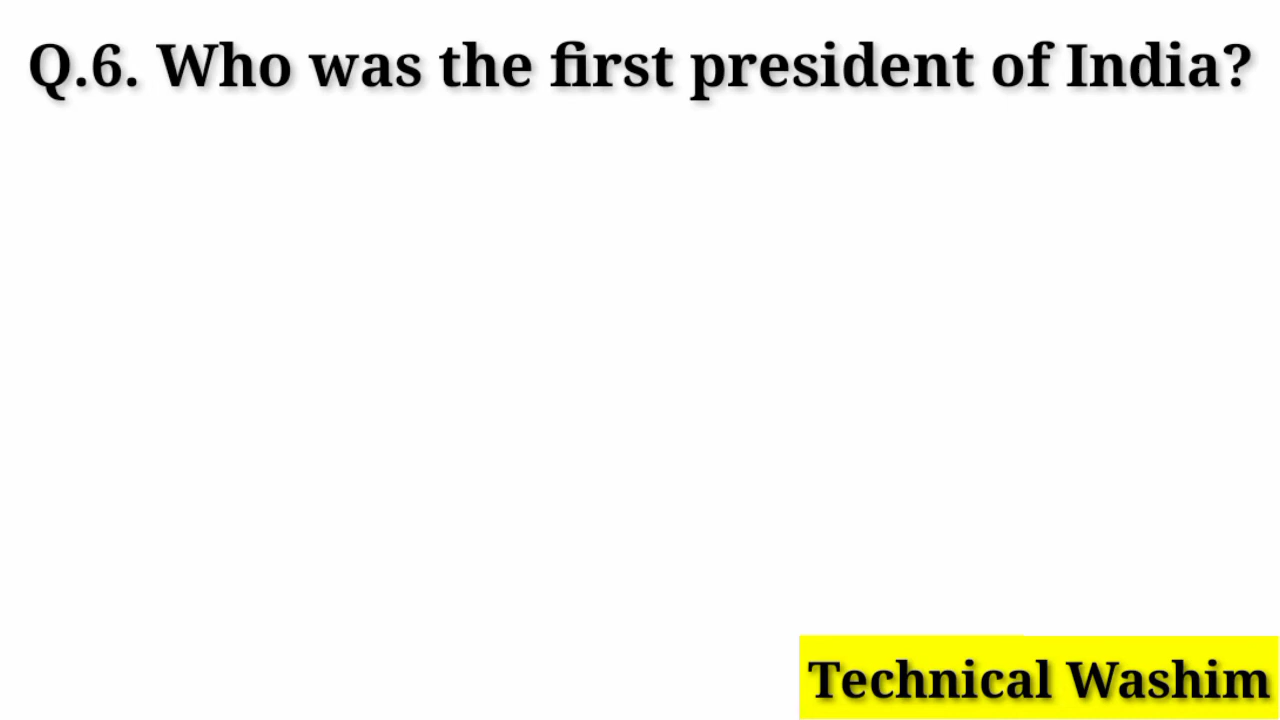 Q.6. Who was the first president of India?
Technical Washim